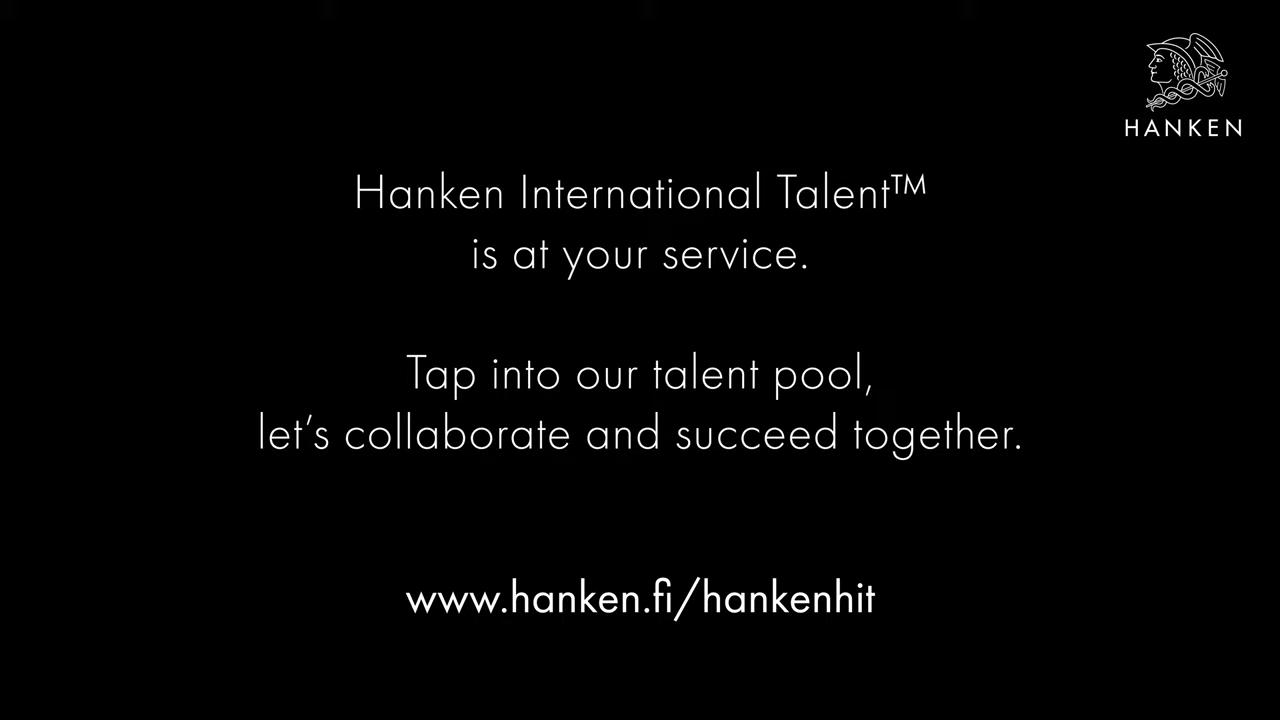 HANKEN
Hanken International Talent™
is at your service.
Tap into our talent pool,
let’s collaborate and succeed together.
www.hanken.fi/hankenhit